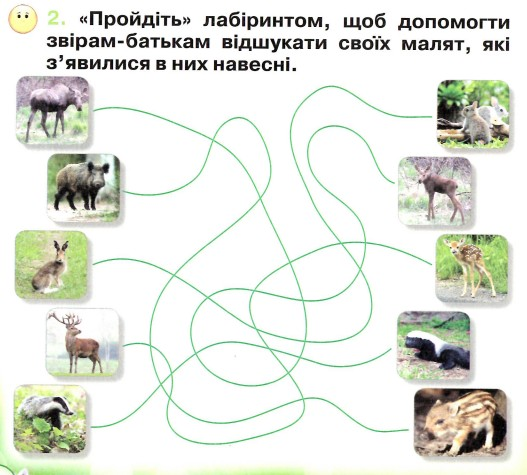 2. «Пройдіть» лабіринтом, щоб допомогти
звірам-батькам відшукати своїх малят, які
з’явилися в них навесні.